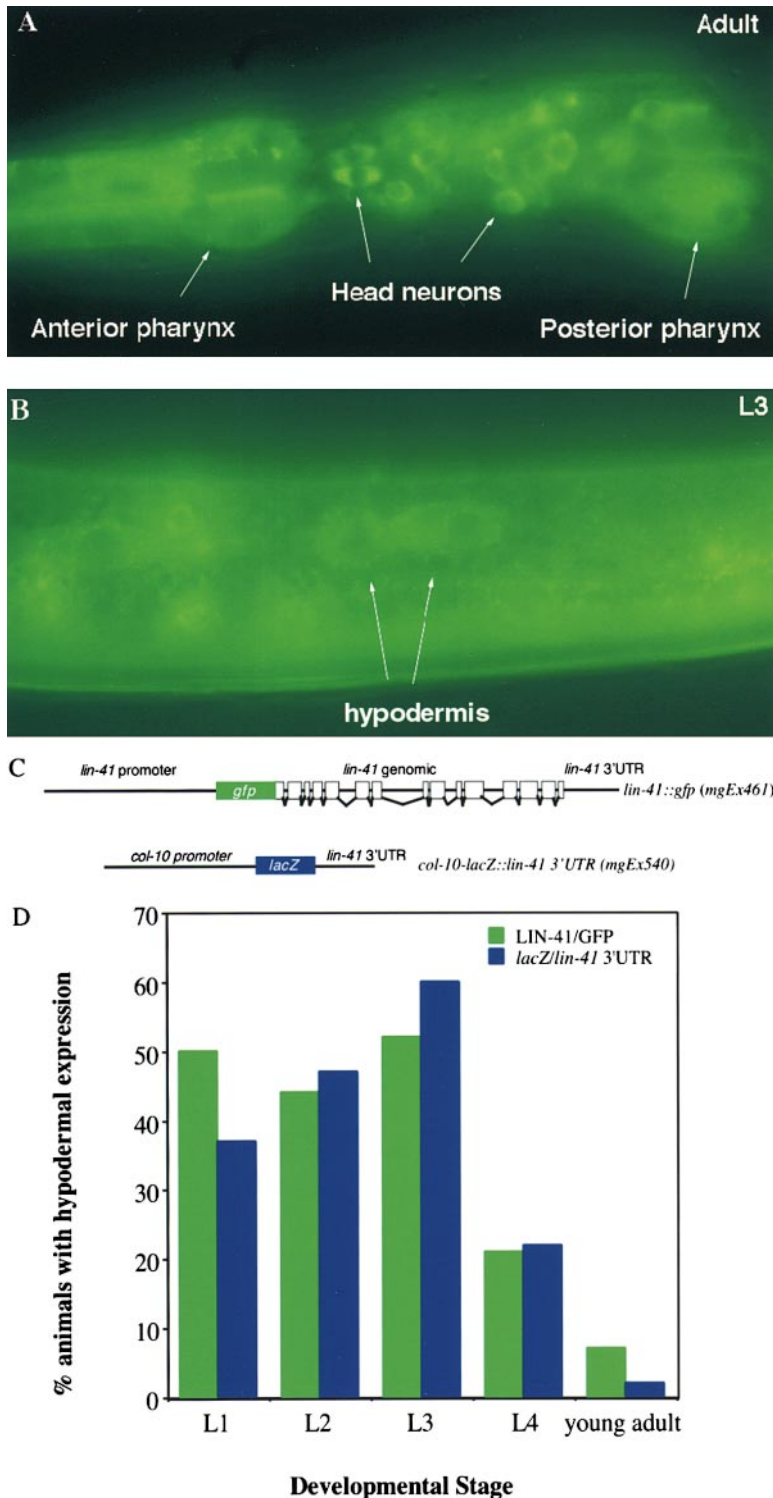 A
Adult
Head neurons
Anterior pharynx
Posterior pharynx
B
L3
hypodermis
C
lin-41 promoter
lin-41 genomic
lin-41 3'UTR
gfp
lin-41::gfp (mgEx461)
col-10 promoter
lin-41 3'UTR
lacZ
col-10-lacZ::lin-41 3'UTR (mgEx540)
D
70
LIN-41/GFP
lacZ/lin-41 3'UTR
60
50
40
30
20
10
0
% animals with hypodermal expression
L1 L2 L3 L4 young adult
Developmental Stage